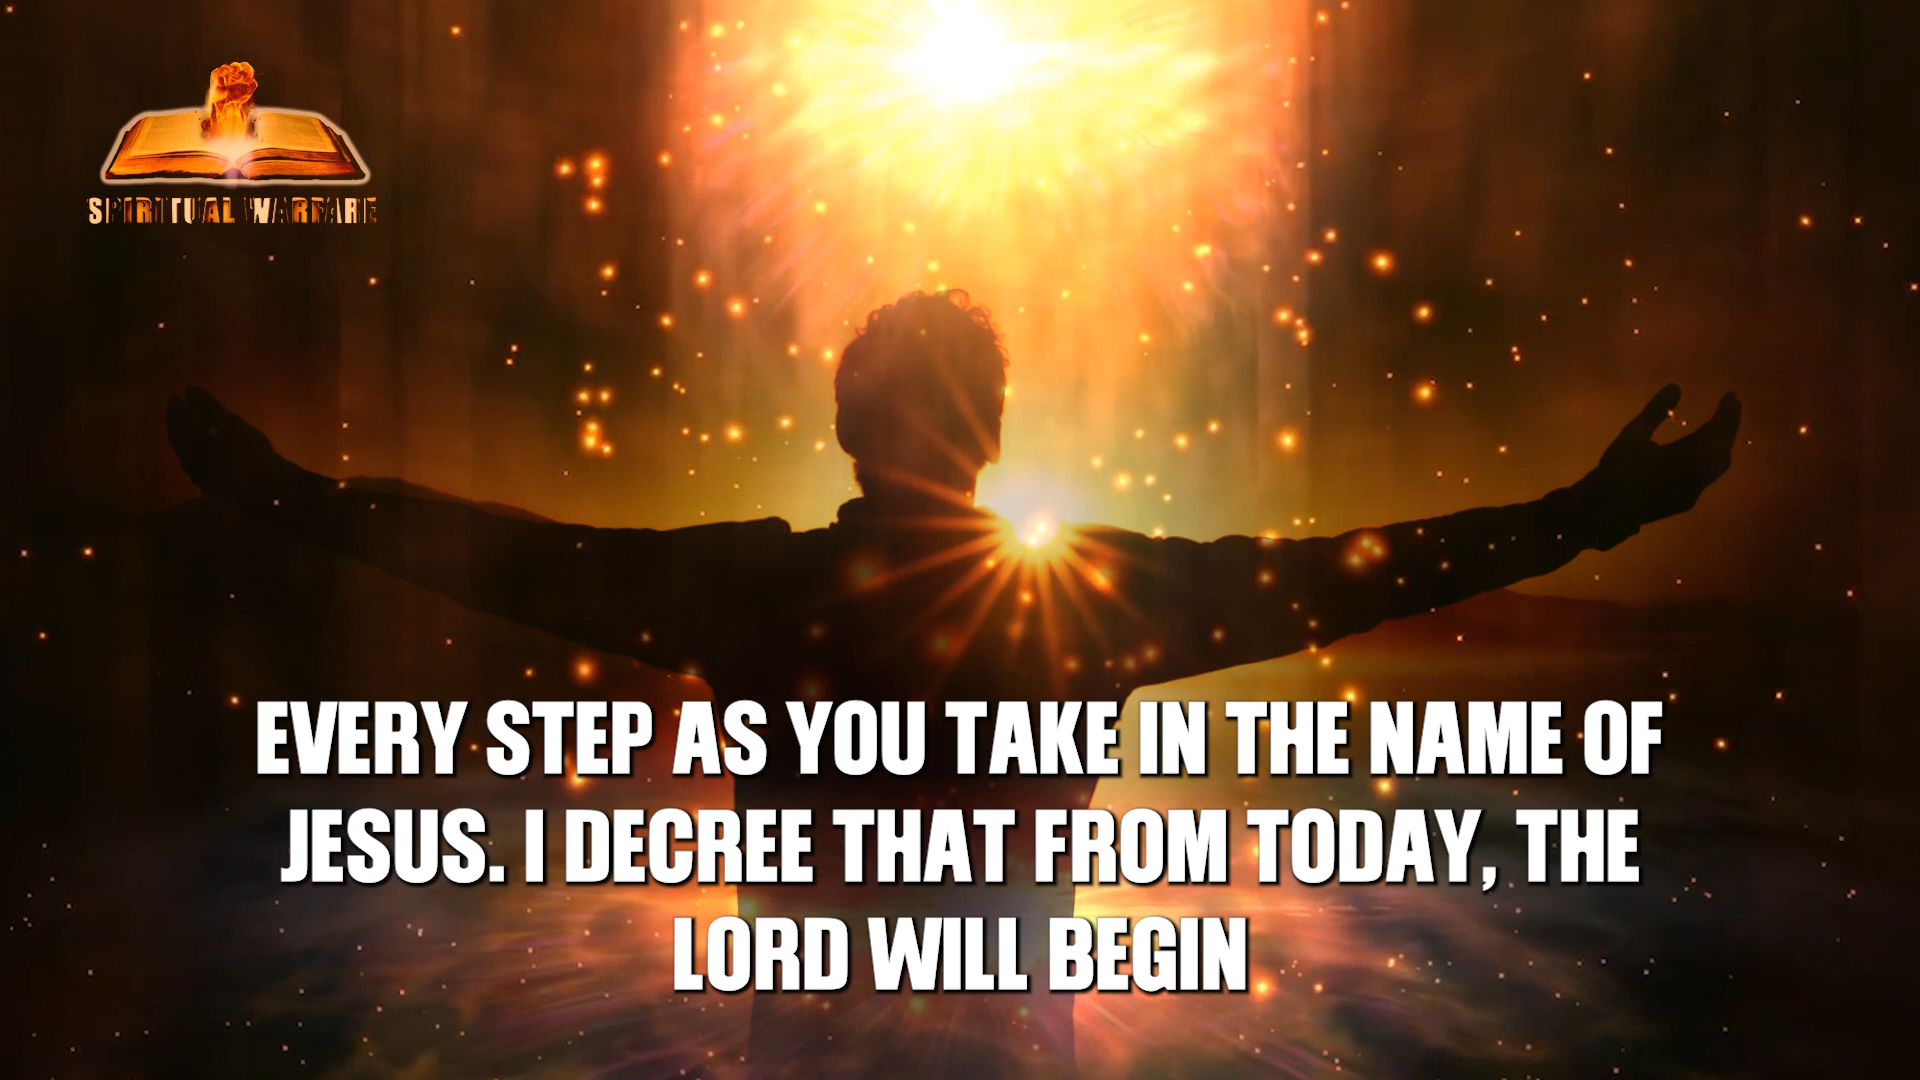 SPIRITUAL WARFARE
EVERY STEP AS YOU TAKE IN THE NAME OF
JESUS. I DECREE THAT FROM TODAY, THE
LORD WILL BEGIN